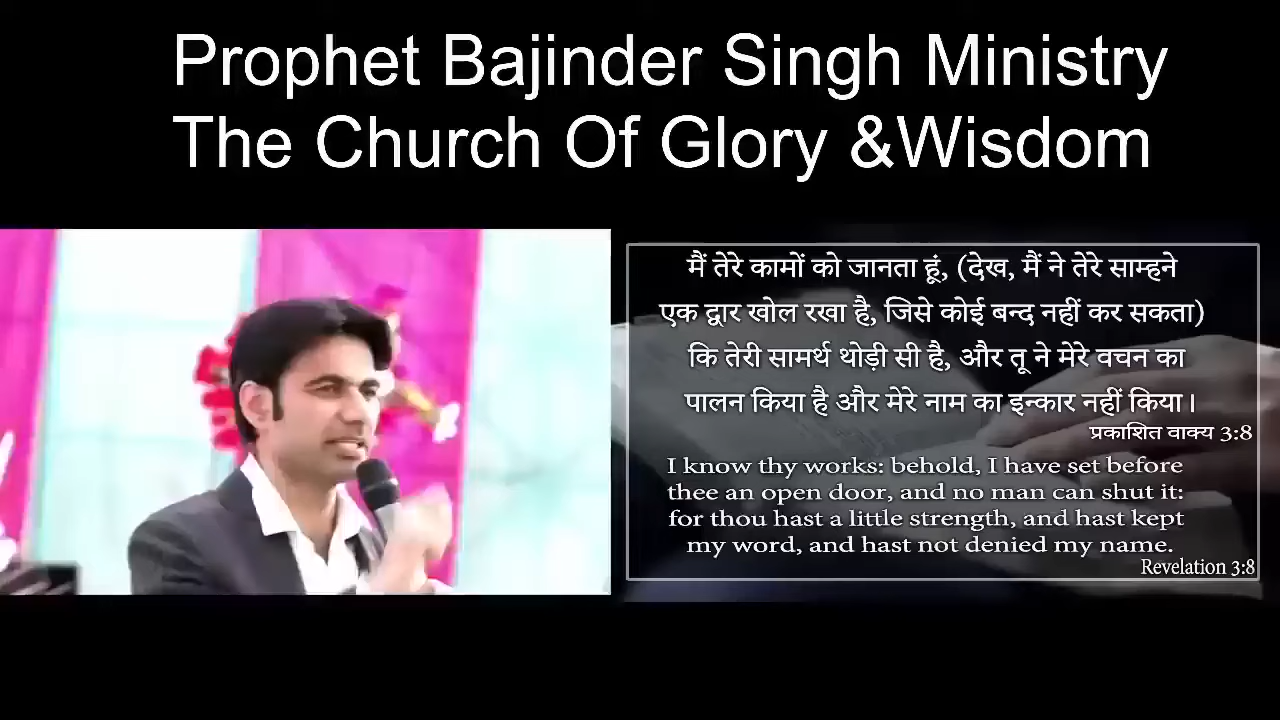 Prophet Bajinder Singh Ministry
The Church Of Glory &Wisdom
मैं तेरे कामों को जानता हूं, (देख, मैं ने तेरे साम्हने
एक द्वार खोल रखा है, जिसे कोई बन्द नहीं कर सकता)
कि तेरी सामर्थ थोड़ी सी है, और तू ने मेरे वचन का
पालन किया है और मेरे नाम का इन्कार नहीं किया।
प्रकाशित वाक्य 3:8
I know thy works: behold, I have set before
thee an open door, and no man can shut it:
for thou hast a little strength, and hast kept
my word, and hast not denied my name.
Revelation 3:8